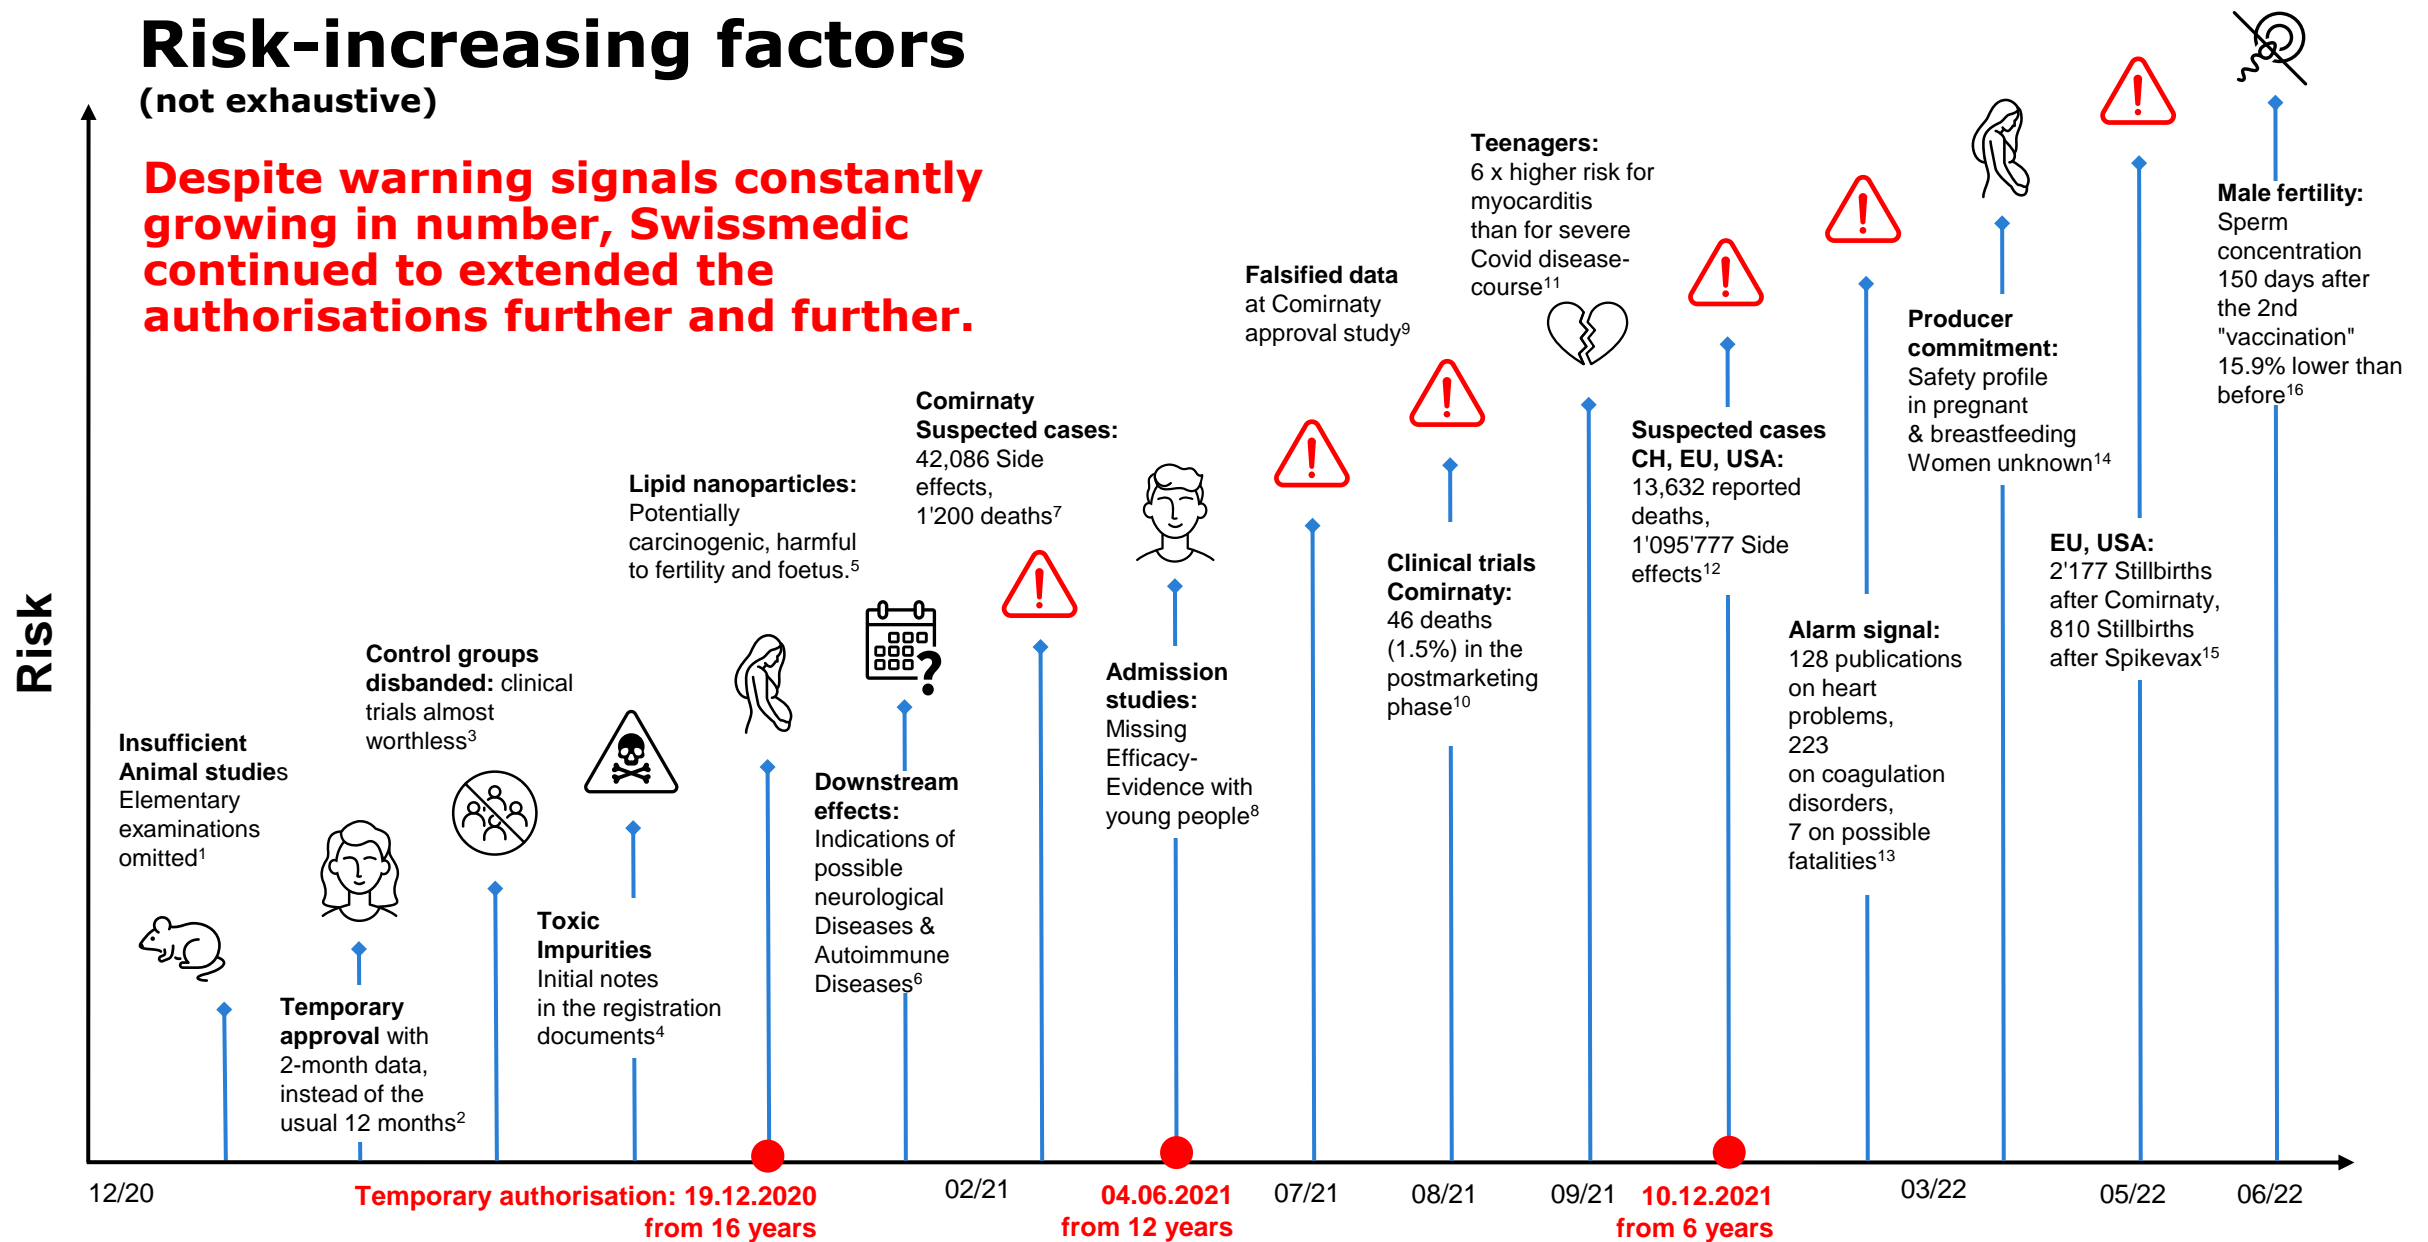 Risk-increasing factors
(not exhaustive)
Despite warning signals constantly
growing in number, Swissmedic
continued to extended the
authorisations further and further.
Risk
Insufficient
Animal studies
Elementary
examinations
omitted¹
Temporary
approval with
2-month data,
instead of the
usual 12 months²
Control groups
disbanded: clinical
trials almost
worthless³
Toxic
Impurities
Initial notes
in the registration
documents⁴
Lipid nanoparticles:
Potentially
carcinogenic, harmful
to fertility and foetus.⁵
Downstream
effects:
Indications of
possible
neurological
Diseases &
Autoimmune
Diseases⁶
?
Comirnaty
Suspected cases:
42,086 Side
effects,
1'200 deaths⁷
Admission
studies:
Missing
Efficacy-
Evidence with
young people⁸
Falsified data
at Comirnaty
approval study⁹
Clinical trials
Comirnaty:
46 deaths
(1.5%) in the
postmarketing
phase¹⁰
Teenagers:
6 x higher risk for
myocarditis
than for severe
Covid disease-
course¹¹
Suspected cases
CH, EU, USA:
13,632 reported
deaths,
1'095'777 Side
effects¹²
Alarm signal:
128 publications
on heart
problems,
223
on coagulation
disorders,
7 on possible
fatalities¹³
Producer
commitment:
Safety profile
in pregnant
& breastfeeding
Women unknown¹⁴
EU, USA:
2'177 Stillbirths
after Comirnaty,
810 Stillbirths
after Spikevax¹⁵
Male fertility:
Sperm
concentration
150 days after
the 2nd
"vaccination"
15.9% lower than
before¹⁶
12/20
Temporary authorisation: 19.12.2020
from 16 years
02/21
04.06.2021
from 12 years
07/21
08/21
09/21
10.12.2021
from 6 years
03/22
05/22
06/22